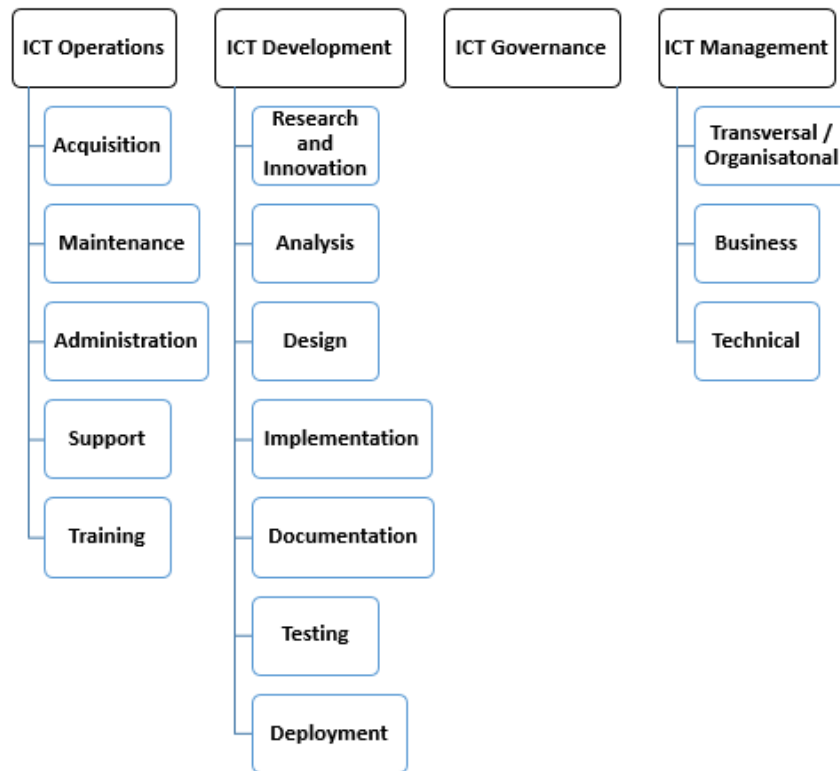 ICT Operations
Acquisition
Maintenance
Administration
Support
Training
ICT Development
Research
and
Innovation
Analysis
Design
Implementation
Documentation
Testing
Deployment
ICT Governance
ICT Management
Transversal /
Organisatonal
Business
Technical